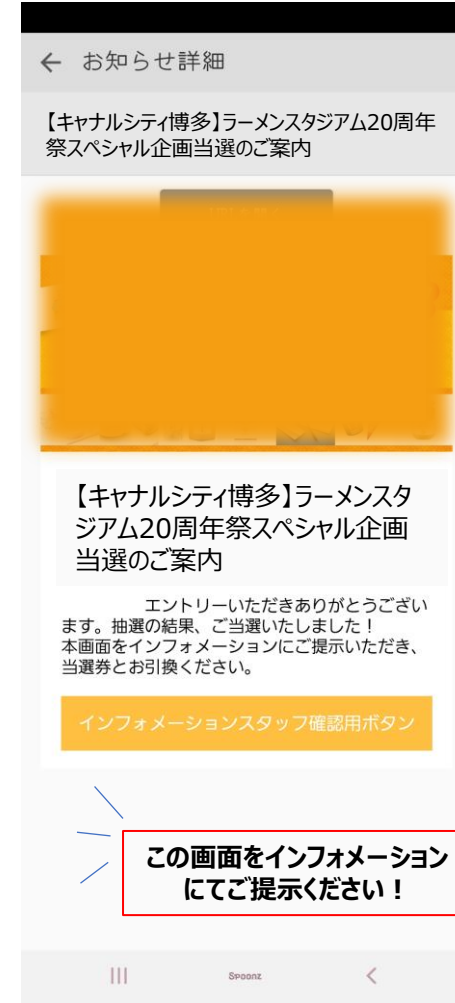 ← お知らせ詳細
【キャナルシティ博多】ラーメンスタジアム20周年
祭スペシャル企画当選のご案内
【キャナルシティ博多】ラーメンスタ
ジアム20周年祭スペシャル企画
当選のご案内
エントリーいただきありがとうござい
ます。抽選の結果、ご当選いたしました！
本画面をインフォメーションにご提示いただき、
当選券とお引換ください。
インフォメーションスタッフ確認用ボタン
この画面をインフォメーション
にてご提示ください！
Spoonz